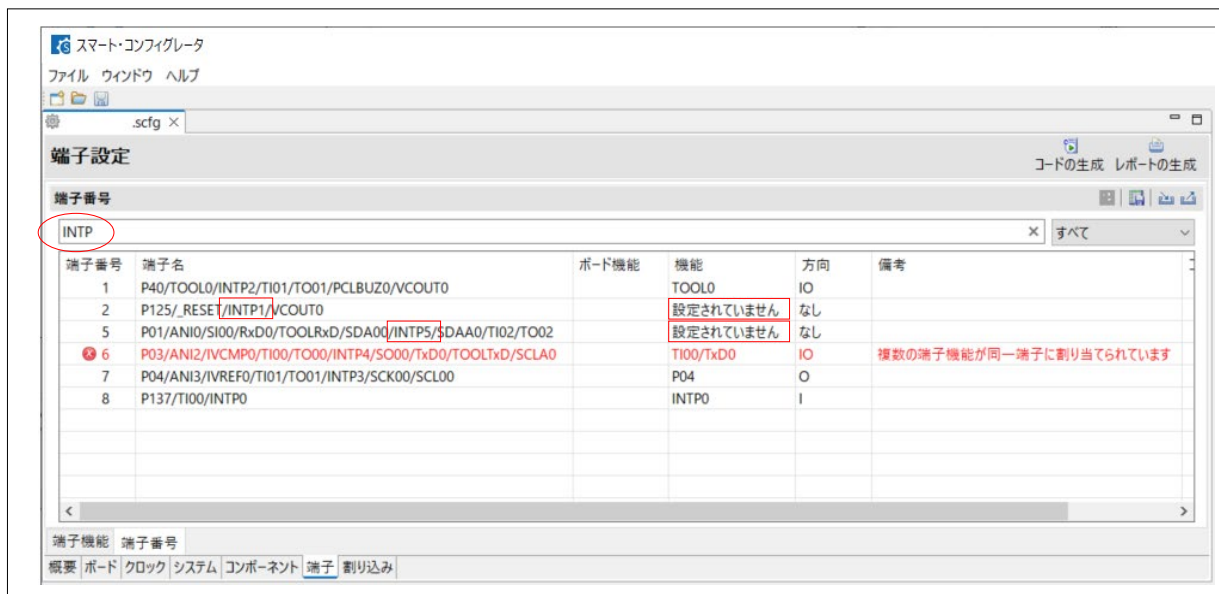 スマート・コンフィグレータ
ファイル ウィンドウ ヘルプ
.scfg ×
端子設定
コードの生成 レポートの生成
端子番号
INTP × すべて
端子番号 端子名 ボード機能 機能 方向 備考
1 P40/TOOL0/INTP2/TI01/TO01/PCLBUZ0/VCOUT0 TOOL0 IO
2 P125/_RESET/INTP1/VCOUT0 設定されていません なし
5 P01/ANI0/SI00/RxD0/TOOLRxD/SDA00/INTP5/SDAA0/TI02/TO02 設定されていません なし
6 P03/ANI2/IVCMP0/TI00/TO00/INTP4/SO00/TxD0/TOOLTxD/SCLA0 TI00/TxD0 IO 複数の端子機能が同一端子に割り当てられています
7 P04/ANI3/IVREF0/TI01/TO01/INTP3/SCK00/SCL00 P04 O
8 P137/TI00/INTP0 INTP0 I
端子機能 端子番号
概要 ボード クロック システム コンポーネント 端子 割り込み